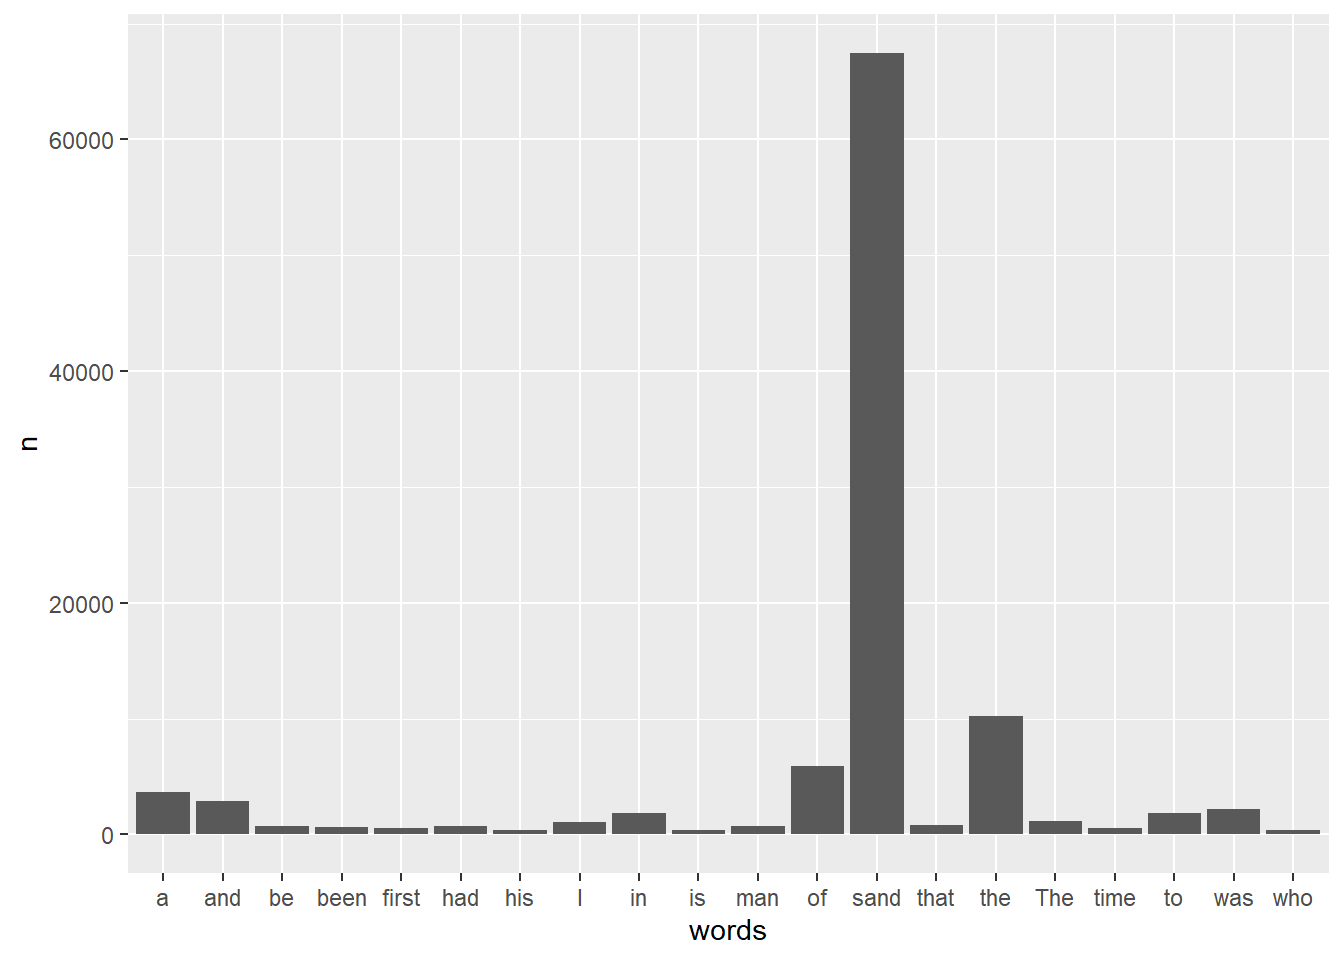 60000
40000
n
20000
0
a and be been first had his I in is man of sand that the The time to was who
words